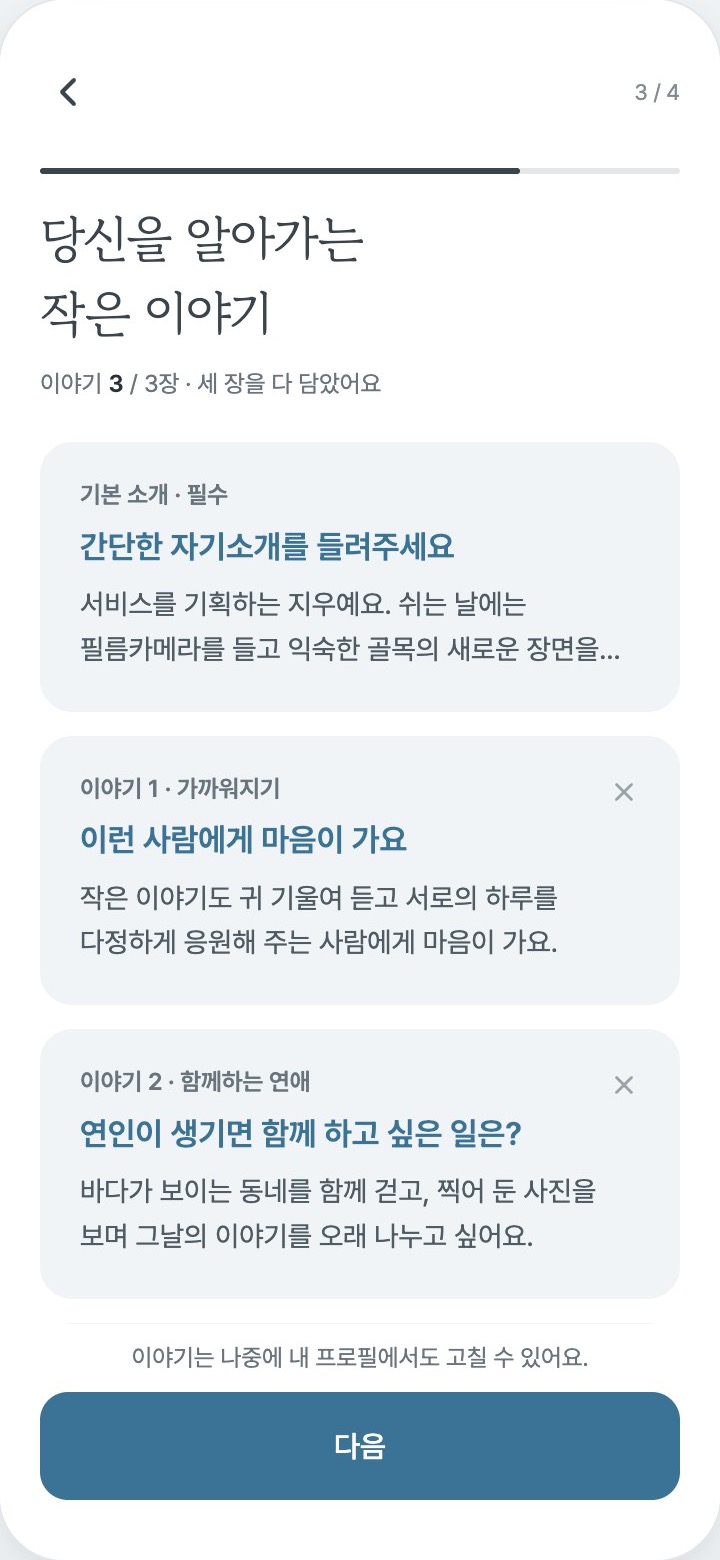 3 / 4
당신을 알아가는
작은 이야기
이야기 3 / 3장 · 세 장을 다 담았어요
기본 소개 · 필수
간단한 자기소개를 들려주세요
서비스를 기획하는 지우예요. 쉬는 날에는
필름카메라를 들고 익숙한 골목의 새로운 장면을...
이야기 1 · 가까워지기
이런 사람에게 마음이 가요
작은 이야기도 귀 기울여 듣고 서로의 하루를
다정하게 응원해 주는 사람에게 마음이 가요.
이야기 2 · 함께하는 연애
연인이 생기면 함께 하고 싶은 일은?
바다가 보이는 동네를 함께 걷고, 찍어 둔 사진을
보며 그날의 이야기를 오래 나누고 싶어요.
이야기는 나중에 내 프로필에서도 고칠 수 있어요.
다음